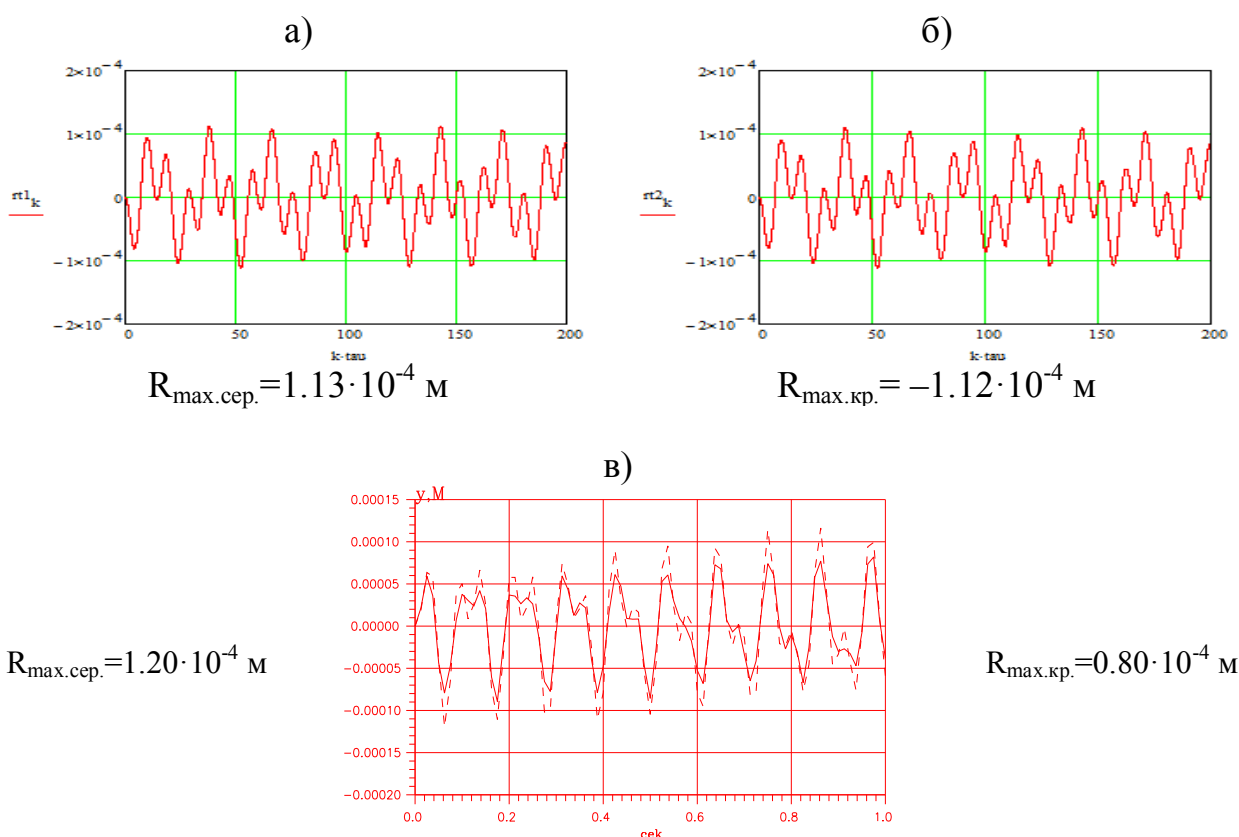 а)
2×10⁻⁴
1×10⁻⁴
0
−1×10⁻⁴
−2×10⁻⁴
rt1ₖ
0 50 100 150 200
k·tau
R_max.сер.=1.13·10⁻⁴ м
б)
2×10⁻⁴
1×10⁻⁴
0
−1×10⁻⁴
−2×10⁻⁴
rt2ₖ
0 50 100 150 200
k·tau
R_max.кр.= –1.12·10⁻⁴ м
в)
y,M
0.00015
0.00010
0.00005
0.00000
−0.00005
−0.00010
−0.00015
−0.00020
0.0 0.2 0.4 0.6 0.8 1.0
сек
R_max.сер.=1.20·10⁻⁴ м
R_max.кр.=0.80·10⁻⁴ м